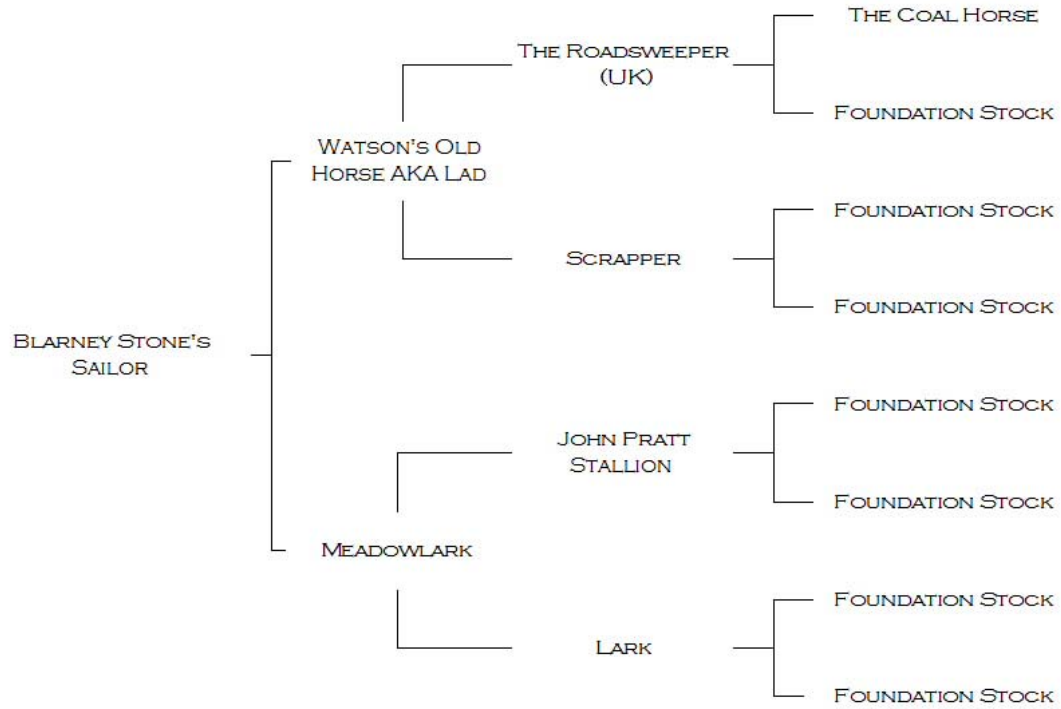 The Coal Horse
The Roadsweeper
(UK)
Foundation Stock
Watson's Old
Horse AKA Lad
Foundation Stock
Scrapper
Foundation Stock
Blarney Stone's
Sailor
Foundation Stock
John Pratt
Stallion
Foundation Stock
Meadowlark
Foundation Stock
Lark
Foundation Stock